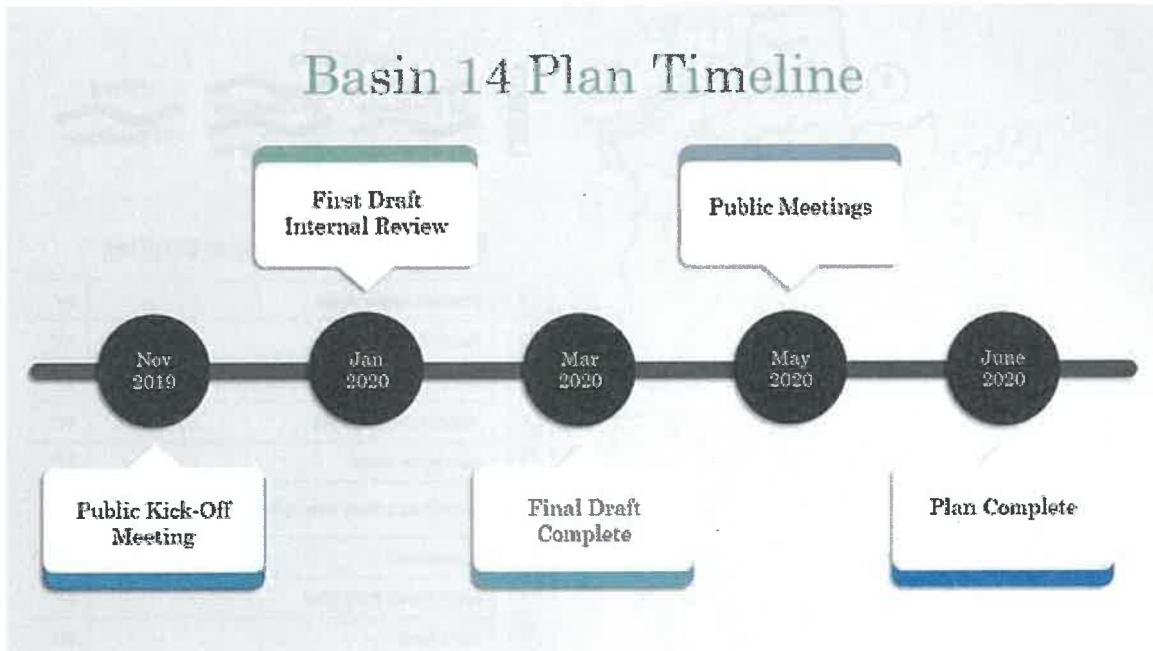 Basin 14 Plan Timeline
First Draft
Internal Review
Public Meetings
Nov
2019
Jan
2020
Mar
2020
May
2020
June
2020
Public Kick-Off
Meeting
Final Draft
Complete
Plan Complete